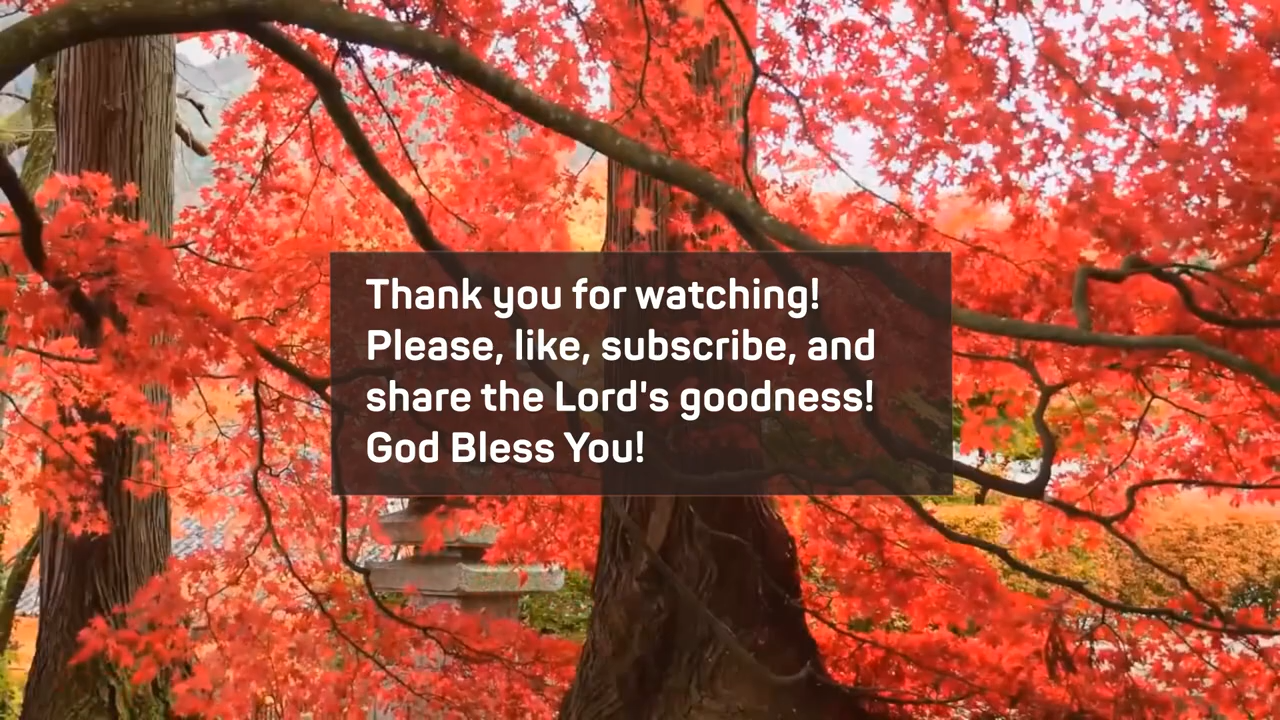 Thank you for watching!
Please, like, subscribe, and
share the Lord's goodness!
God Bless You!